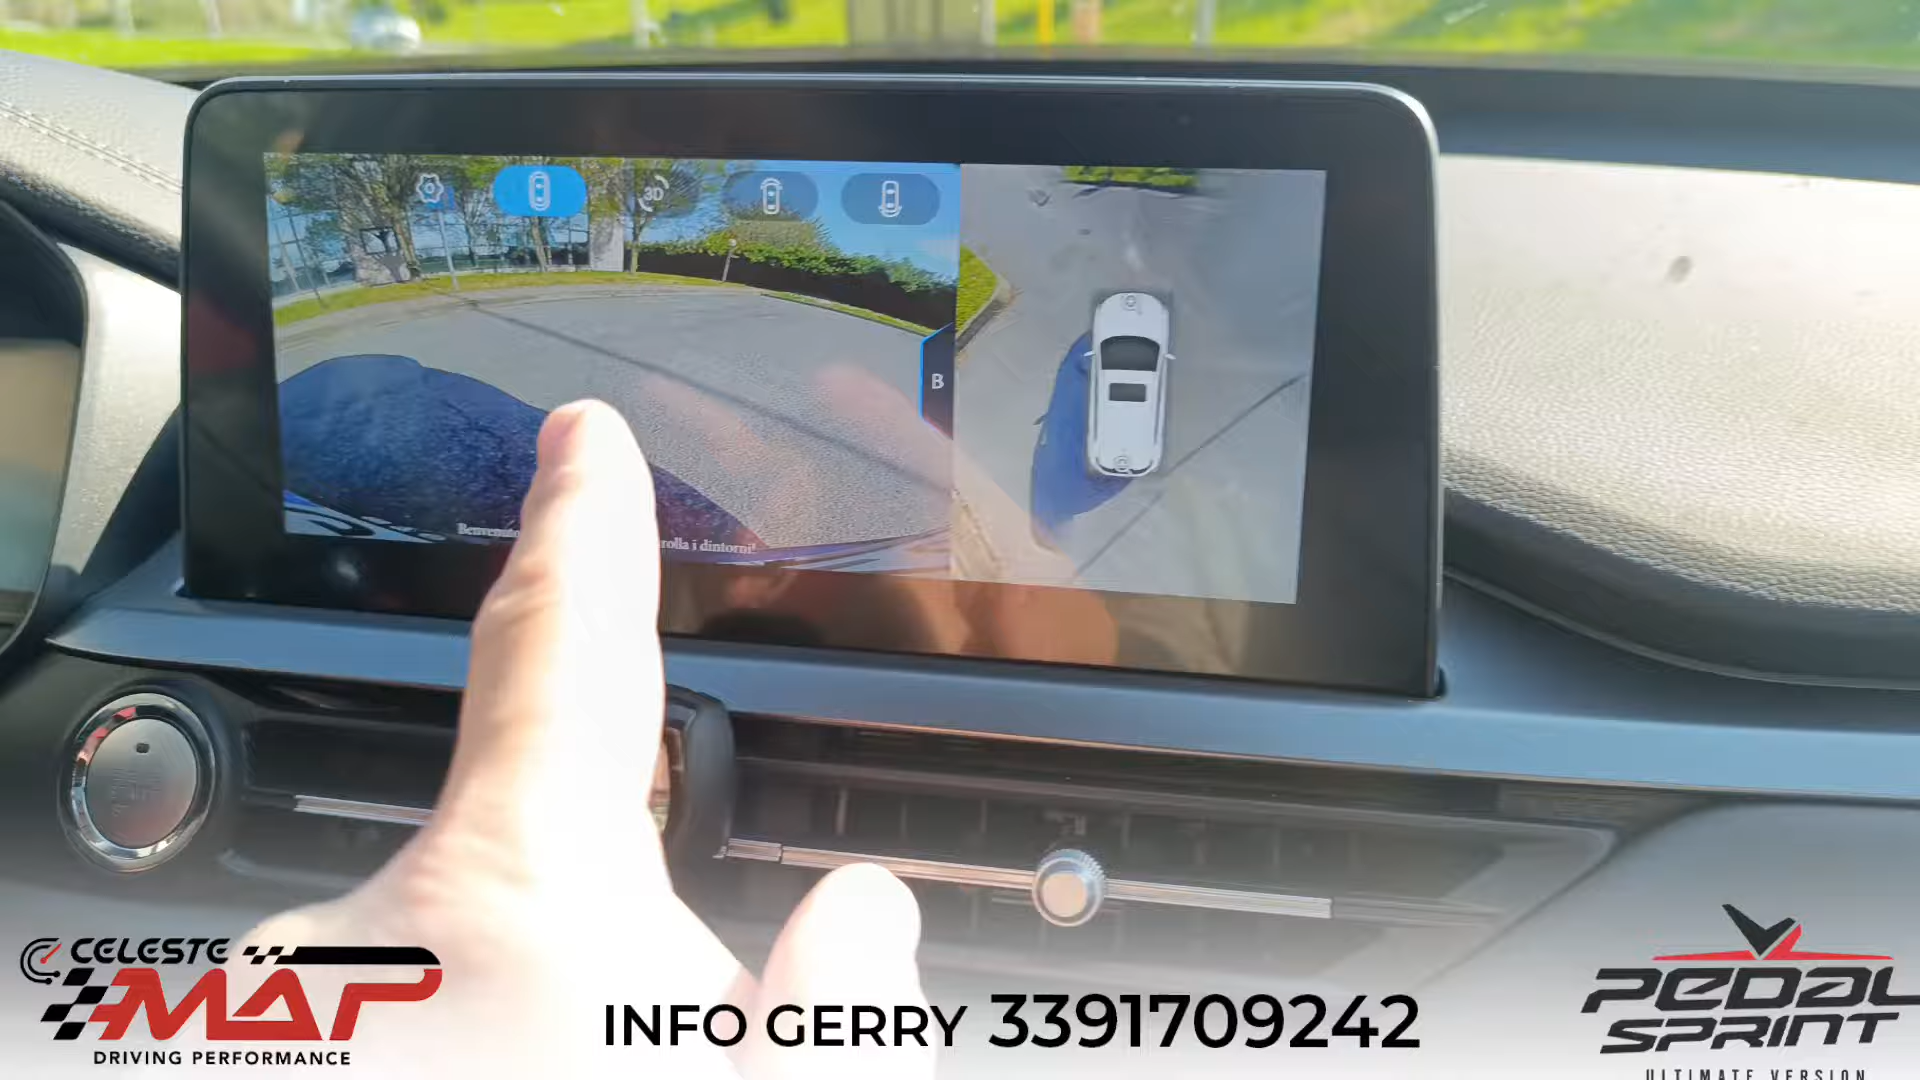 3D
B
Benvenuto
rolla i dintorni!
CELESTE
MAP
DRIVING PERFORMANCE
INFO GERRY 3391709242
PEDAL
SPRINT
ULTIMATE VERSION